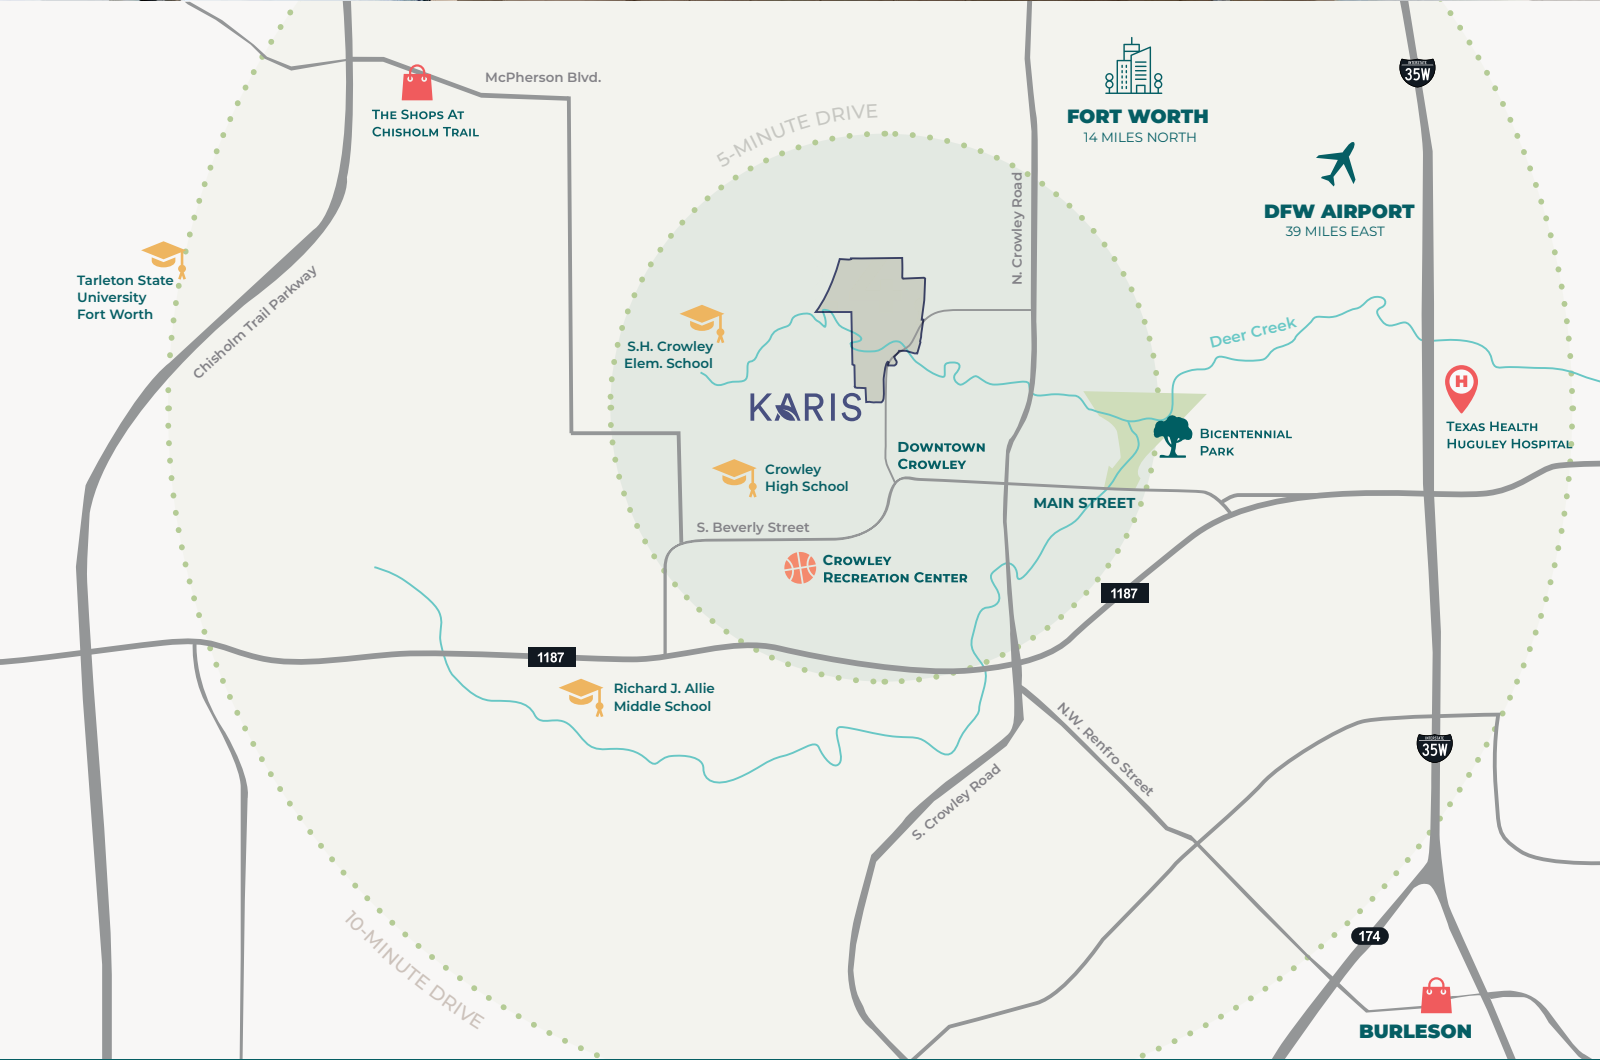 McPherson Blvd.
THE SHOPS AT
CHISHOLM TRAIL
5-MINUTE DRIVE
FORT WORTH
14 MILES NORTH
INTERSTATE
35W
DFW AIRPORT
39 MILES EAST
N. Crowley Road
Tarleton State
University
Fort Worth
Chisholm Trail Parkway
S.H. Crowley
Elem. School
Deer Creek
KARIS
H
TEXAS HEALTH
HUGULEY HOSPITAL
BICENTENNIAL
PARK
DOWNTOWN
CROWLEY
Crowley
High School
MAIN STREET
S. Beverly Street
CROWLEY
RECREATION CENTER
1187
1187
Richard J. Allie
Middle School
N.W. Renfro Street
INTERSTATE
35W
S. Crowley Road
10-MINUTE DRIVE
174
BURLESON